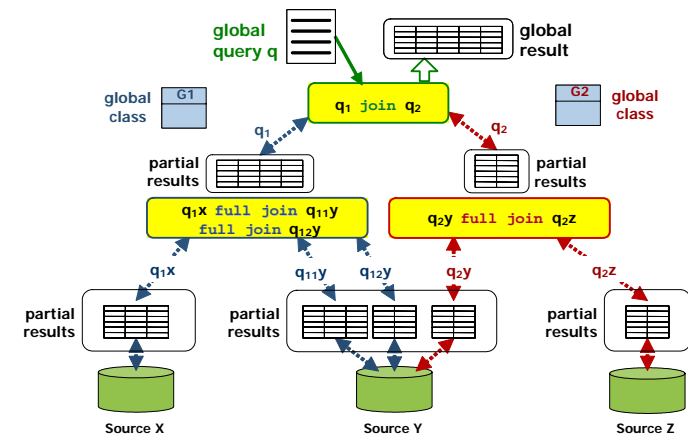 global
query q
global
result
G1
global
class
q₁ join q₂
G2
global
class
q₁
q₂
partial
results
partial
results
q₁x full join q₁₁y
full join q₁₂y
q₂y full join q₂z
q₁x
q₁₁y
q₁₂y
q₂y
q₂z
partial
results
partial
results
partial
results
Source X
Source Y
Source Z